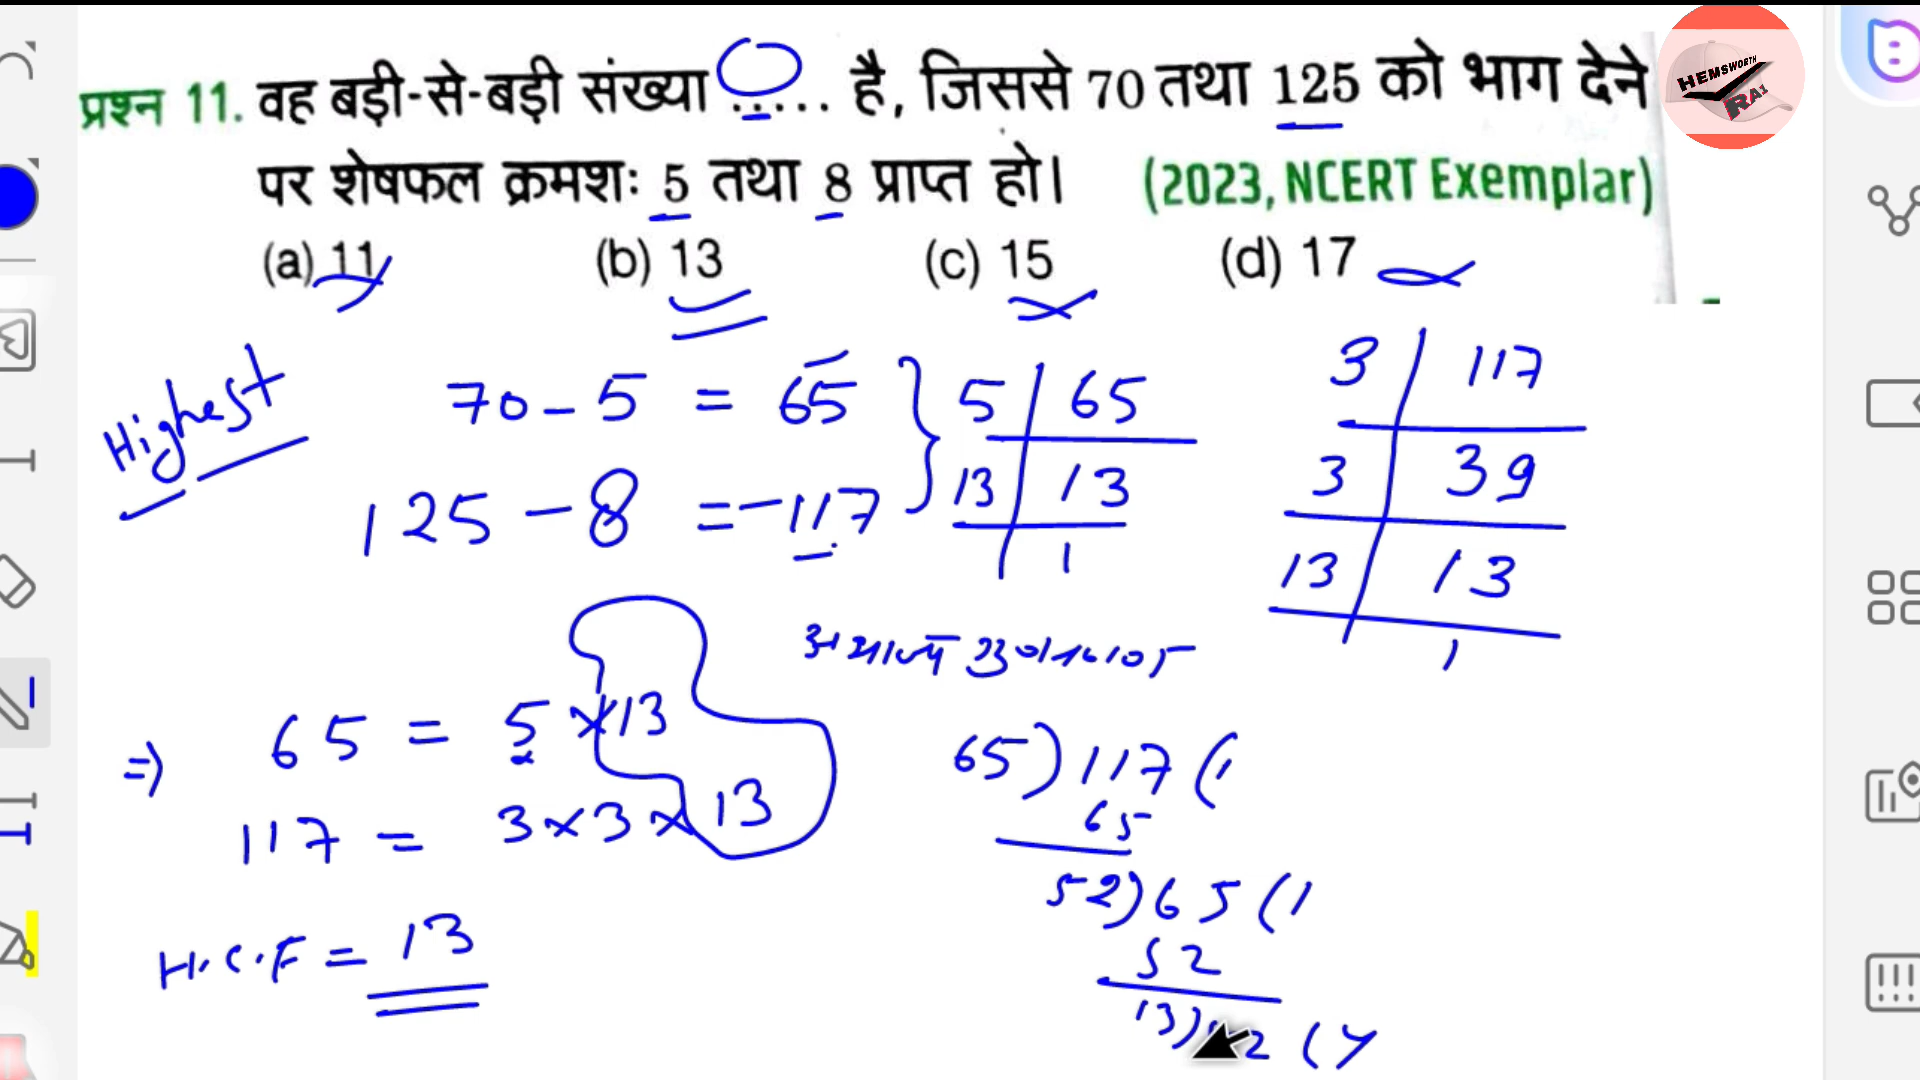 प्रश्न 11. वह बड़ी-से-बड़ी संख्या ..... है, जिससे 70 तथा 125 को भाग देने
पर शेषफल क्रमशः 5 तथा 8 प्राप्त हो। (2023, NCERT Exemplar)
(a) 11 (b) 13 (c) 15 (d) 17
HEMSWORTH
RA1
Highest
70 - 5 = 65
125 - 8 = - 117
5 | 65
13 | 13
1
3 | 117
3 | 39
13 | 13
1
⇒ 65 = 5 × 13
117 = 3 × 3 × 13
H.C.F = 13
65 ) 117 ( 1
65
52 ) 65 ( 1
52
13 )